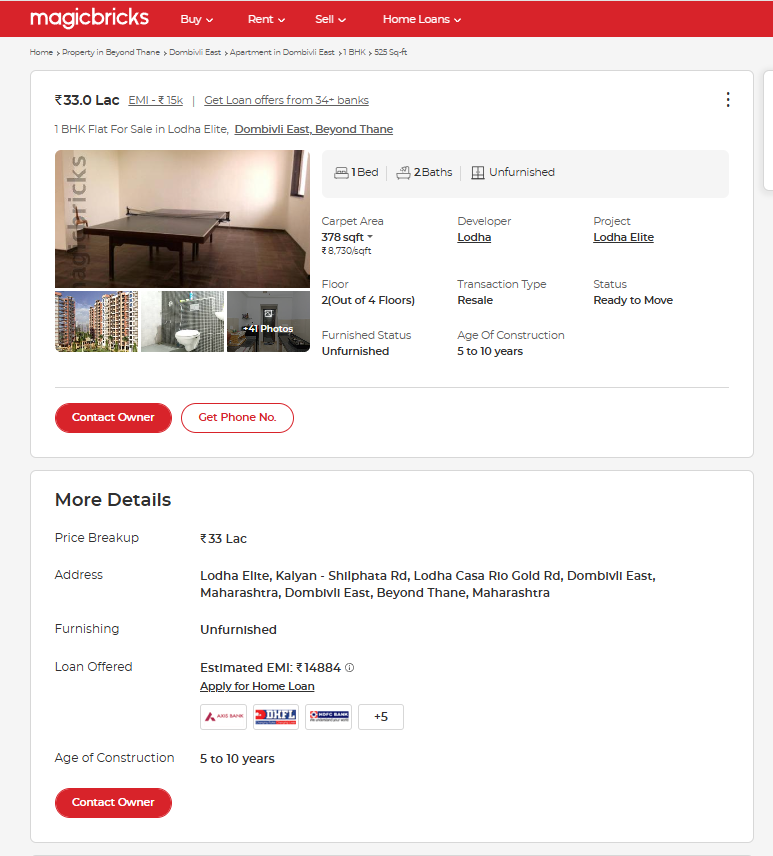 magicbricks Buy Rent Sell Home Loans
Home > Property in Beyond Thane > Dombivli East > Apartment in Dombivli East > 1 BHK > 525 Sq-ft
₹33.0 Lac EMI - ₹ 15k | Get Loan offers from 34+ banks
1 BHK Flat For Sale in Lodha Elite, Dombivli East, Beyond Thane
magicbricks
+41 Photos
1 Bed 2 Baths Unfurnished
Carpet Area Developer Project
378 sqft Lodha Lodha Elite
₹ 8,730/sqft
Floor Transaction Type Status
2(Out of 4 Floors) Resale Ready to Move
Furnished Status Age Of Construction
Unfurnished 5 to 10 years
Contact Owner Get Phone No.
More Details
Price Breakup ₹33 Lac
Address Lodha Elite, Kalyan - Shilphata Rd, Lodha Casa Rio Gold Rd, Dombivli East,
Maharashtra, Dombivli East, Beyond Thane, Maharashtra
Furnishing Unfurnished
Loan Offered Estimated EMI: ₹14884
Apply for Home Loan
AXIS BANK DHFL HDFC BANK +5
Age of Construction 5 to 10 years
Contact Owner